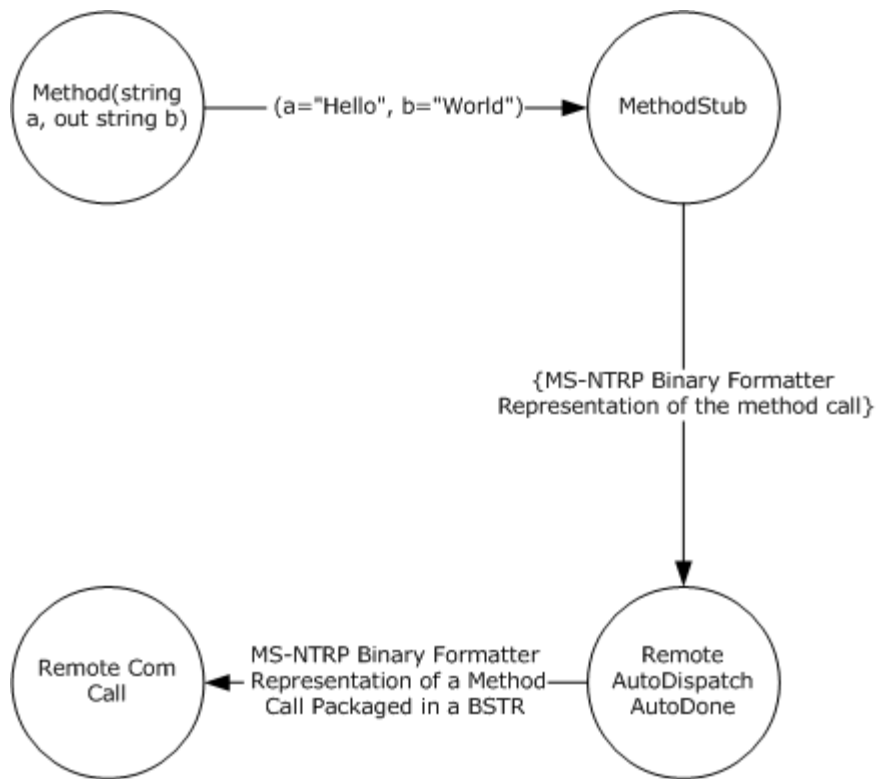 Method(string
a, out string b)
(a="Hello", b="World")
MethodStub
{MS-NTRP Binary Formatter
Representation of the method call}
Remote
AutoDispatch
AutoDone
MS-NTRP Binary Formatter
Representation of a Method
Call Packaged in a BSTR
Remote Com
Call